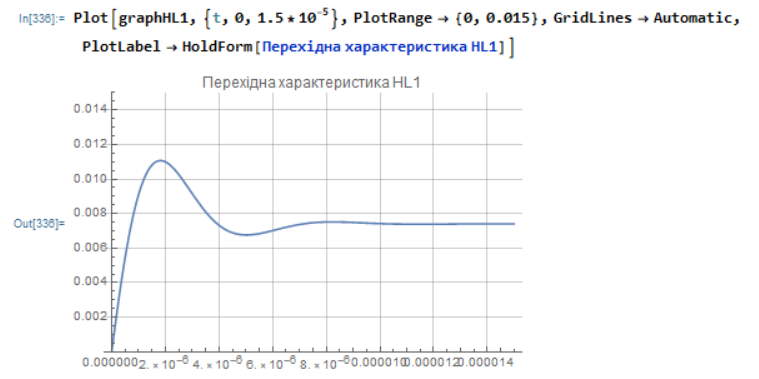 In[336]:= Plot[graphHL1, {t, 0, 1.5*10^-5}, PlotRange → {0, 0.015}, GridLines → Automatic,
PlotLabel → HoldForm[Перехідна характеристика HL1]]
Перехідна характеристика HL1
0.014
0.012
0.010
0.008
Out[336]=
0.006
0.004
0.002
0.000000 2. × 10^-6 4. × 10^-6 6. × 10^-6 8. × 10^-6 0.000010 0.000012 0.000014